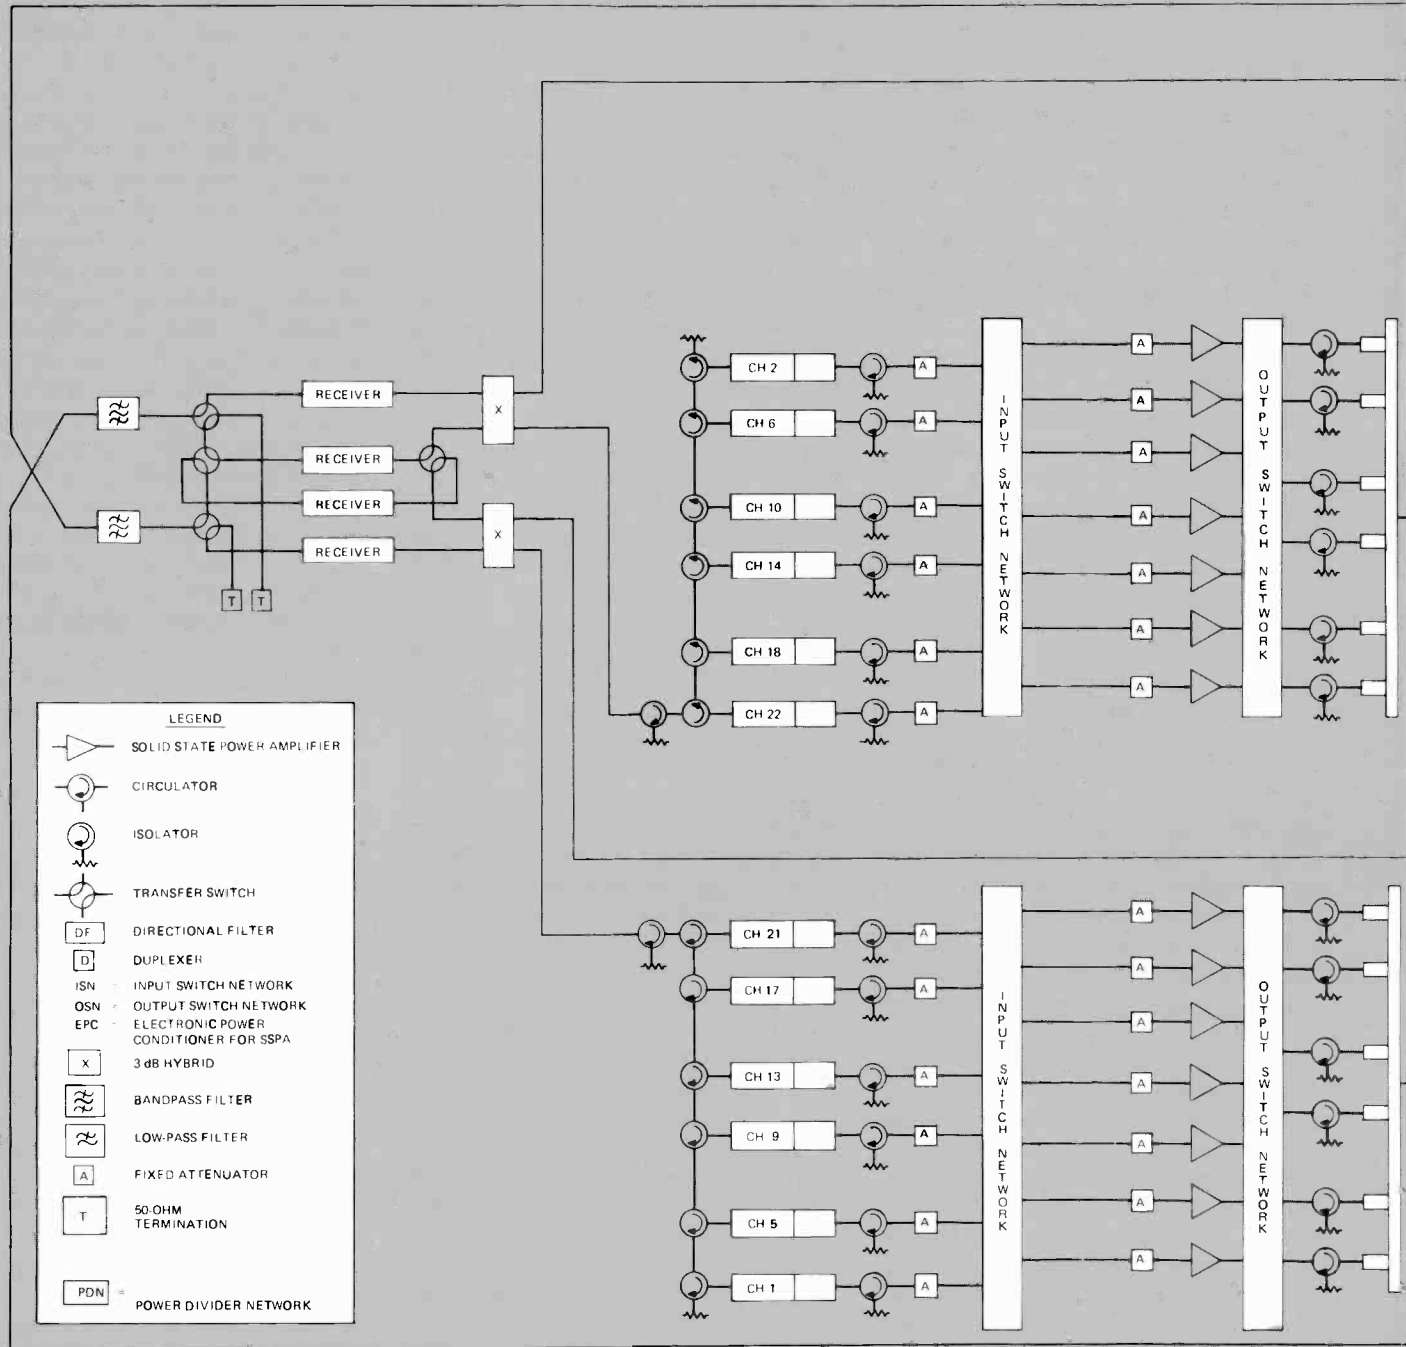 CH 2
A
A
CH 6
A
A
A
CH 10
A
A
CH 14
A
A
CH 18
A
A
CH 22
A
A
INPUT SWITCH NETWORK
OUTPUT SWITCH NETWORK
RECEIVER
X
RECEIVER
RECEIVER
X
RECEIVER
T T
LEGEND
SOLID STATE POWER AMPLIFIER
CIRCULATOR
ISOLATOR
TRANSFER SWITCH
DF DIRECTIONAL FILTER
D DUPLEXER
ISN - INPUT SWITCH NETWORK
OSN = OUTPUT SWITCH NETWORK
EPC - ELECTRONIC POWER
CONDITIONER FOR SSPA
X 3 dB HYBRID
BANDPASS FILTER
LOW-PASS FILTER
A FIXED ATTENUATOR
T 50-OHM
TERMINATION
PDN =
POWER DIVIDER NETWORK
CH 21
A
A
CH 17
A
A
A
CH 13
A
A
CH 9
A
A
CH 5
A
A
CH 1
A
A
INPUT SWITCH NETWORK
OUTPUT SWITCH NETWORK